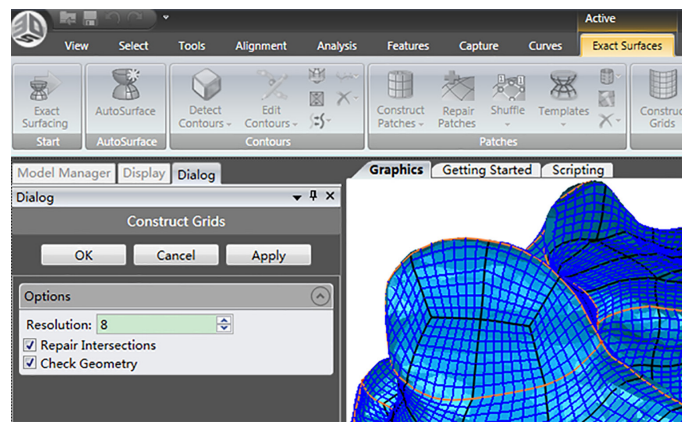 Active
View Select Tools Alignment Analysis Features Capture Curves Exact Surfaces
Exact Surfacing
AutoSurface
Detect Contours
Edit Contours
Construct Patches
Repair Patches
Shuffle
Templates
Construc Grids
Start AutoSurface Contours Patches
Model Manager Display Dialog
Graphics Getting Started Scripting
Dialog
Construct Grids
OK Cancel Apply
Options
Resolution: 8
Repair Intersections
Check Geometry